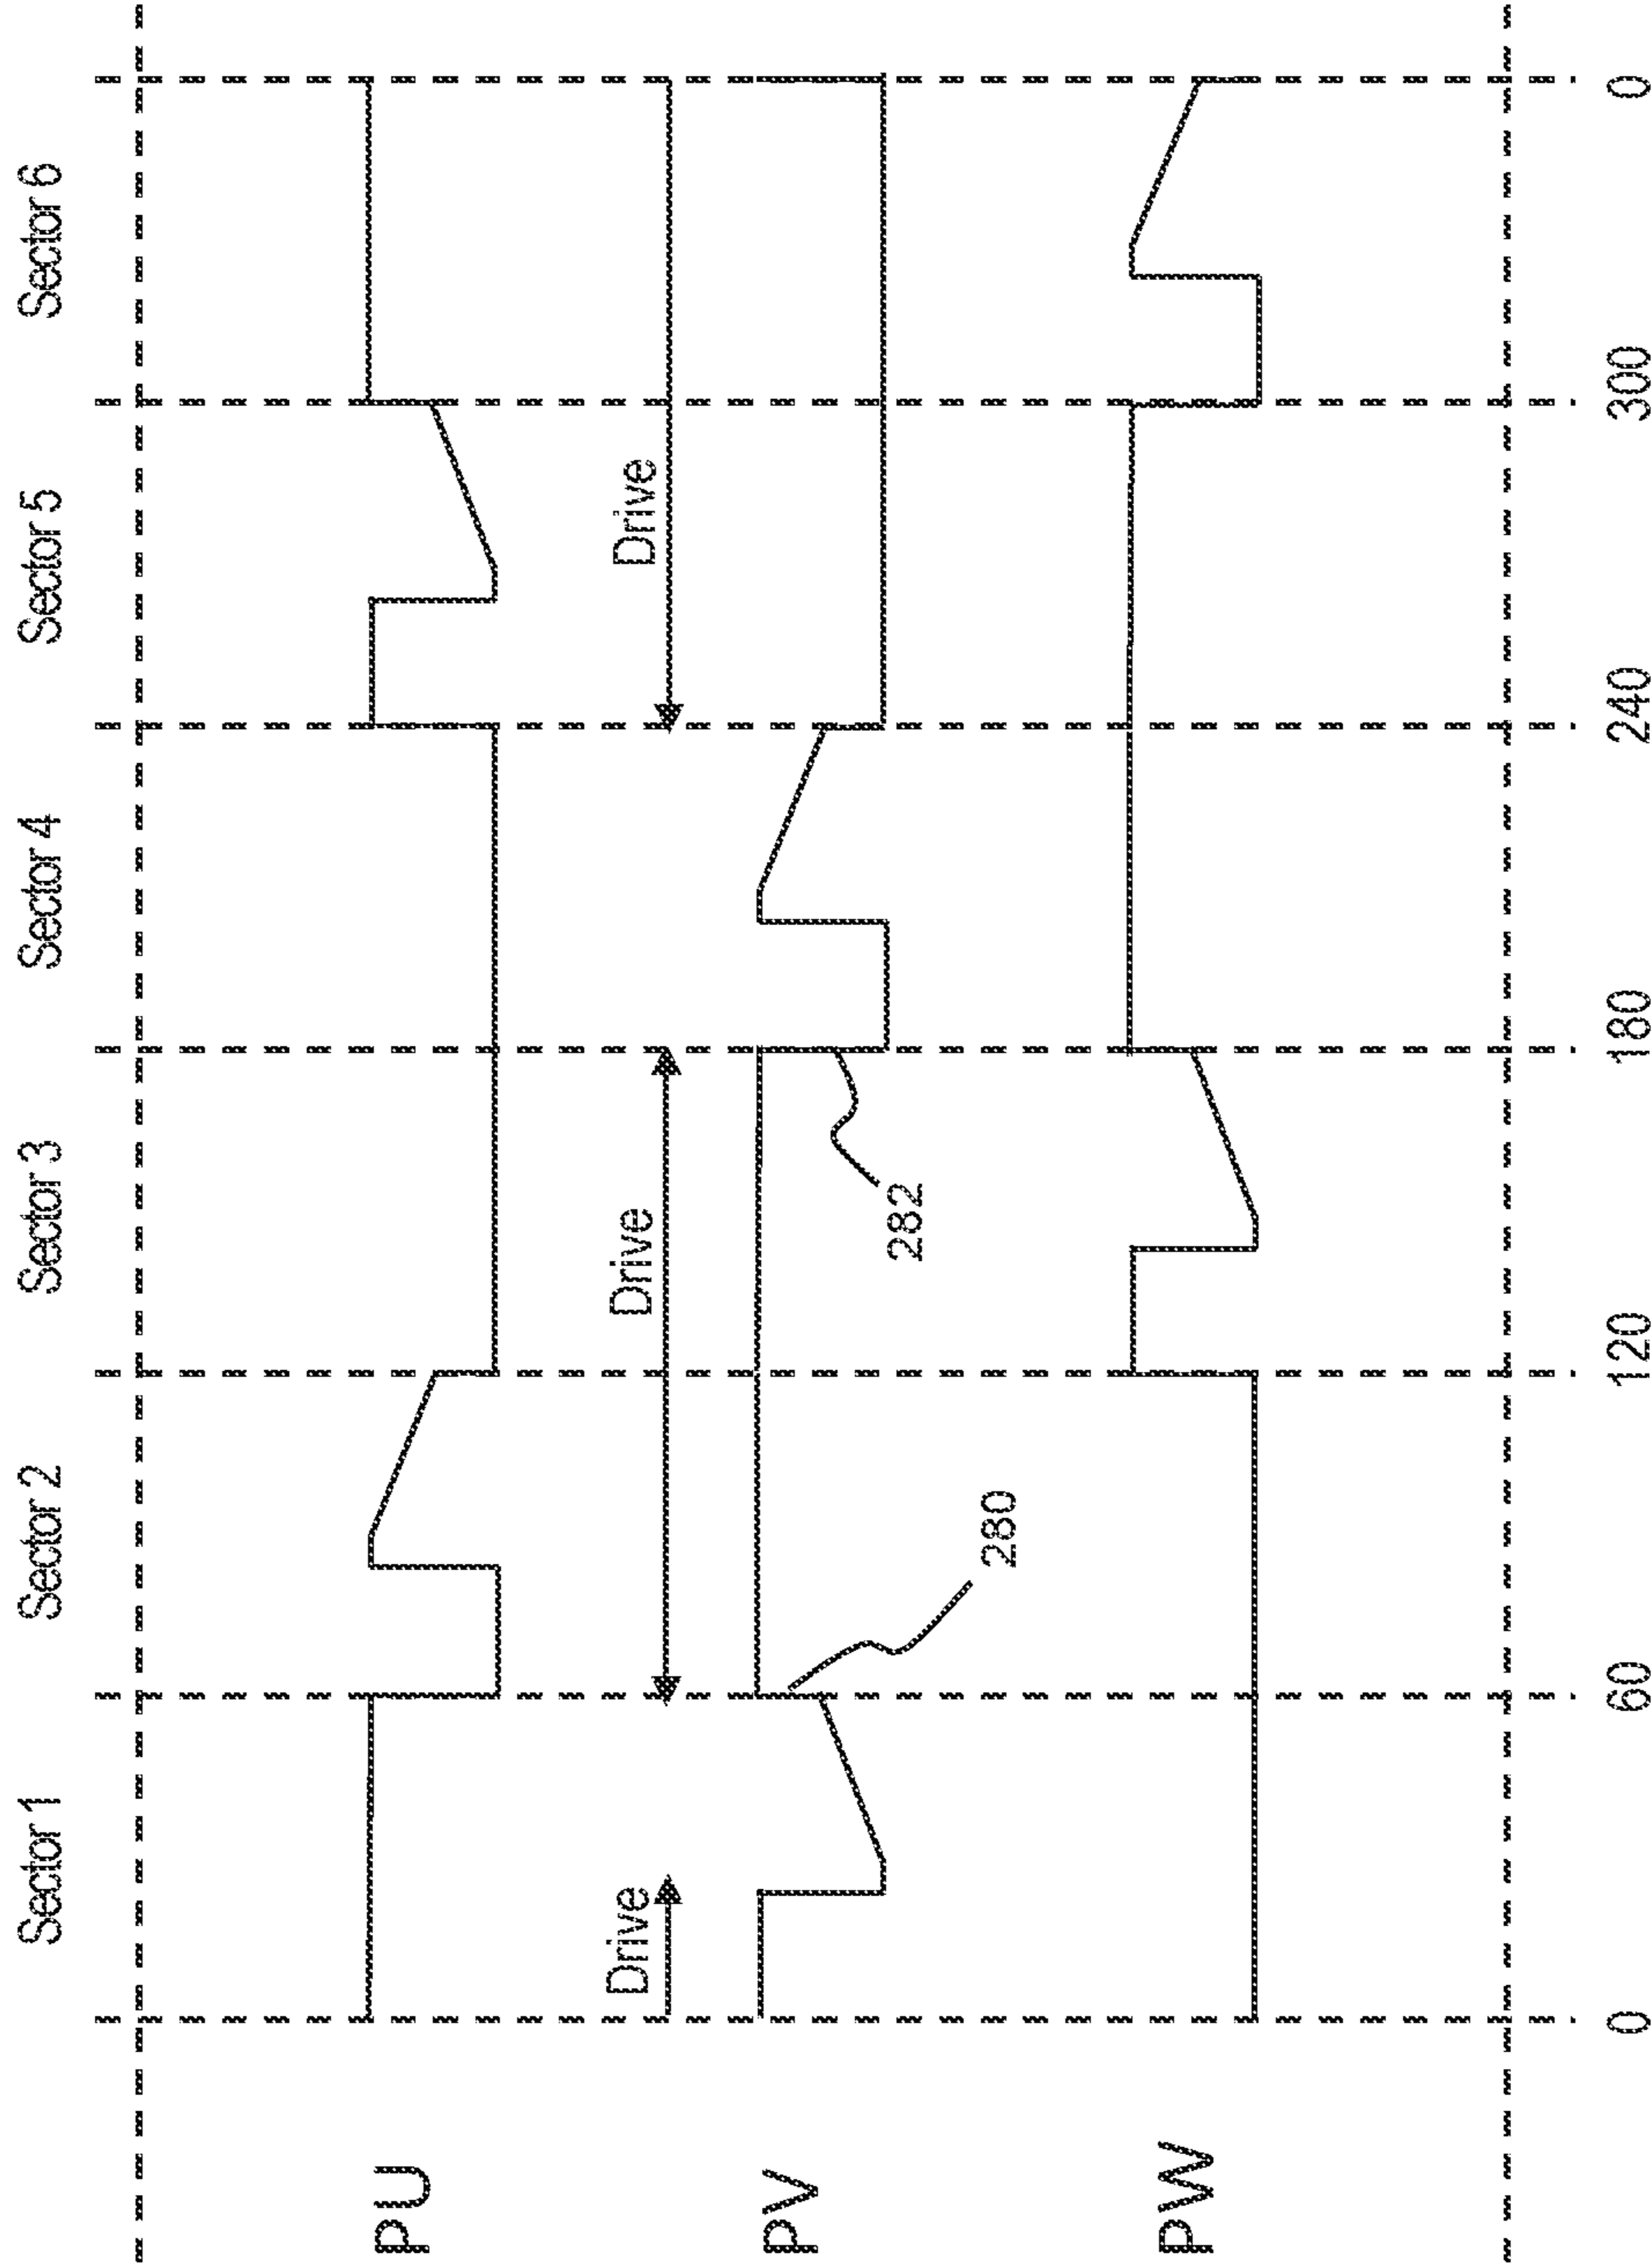 Sector 1 Sector 2 Sector 3 Sector 4 Sector 5 Sector 6
PU
Drive Drive Drive
PV
282
280
PW
0 60 120 180 240 300 0